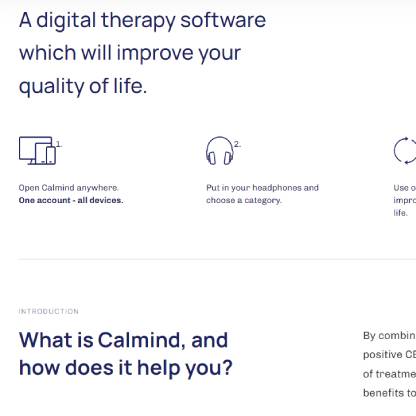 A digital therapy software
which will improve your
quality of life.
1.
2.
Open Calmind anywhere.
One account - all devices.
Put in your headphones and
choose a category.
Use o
impro
life.
INTRODUCTION
What is Calmind, and
how does it help you?
By combin
positive CB
of treatme
benefits to